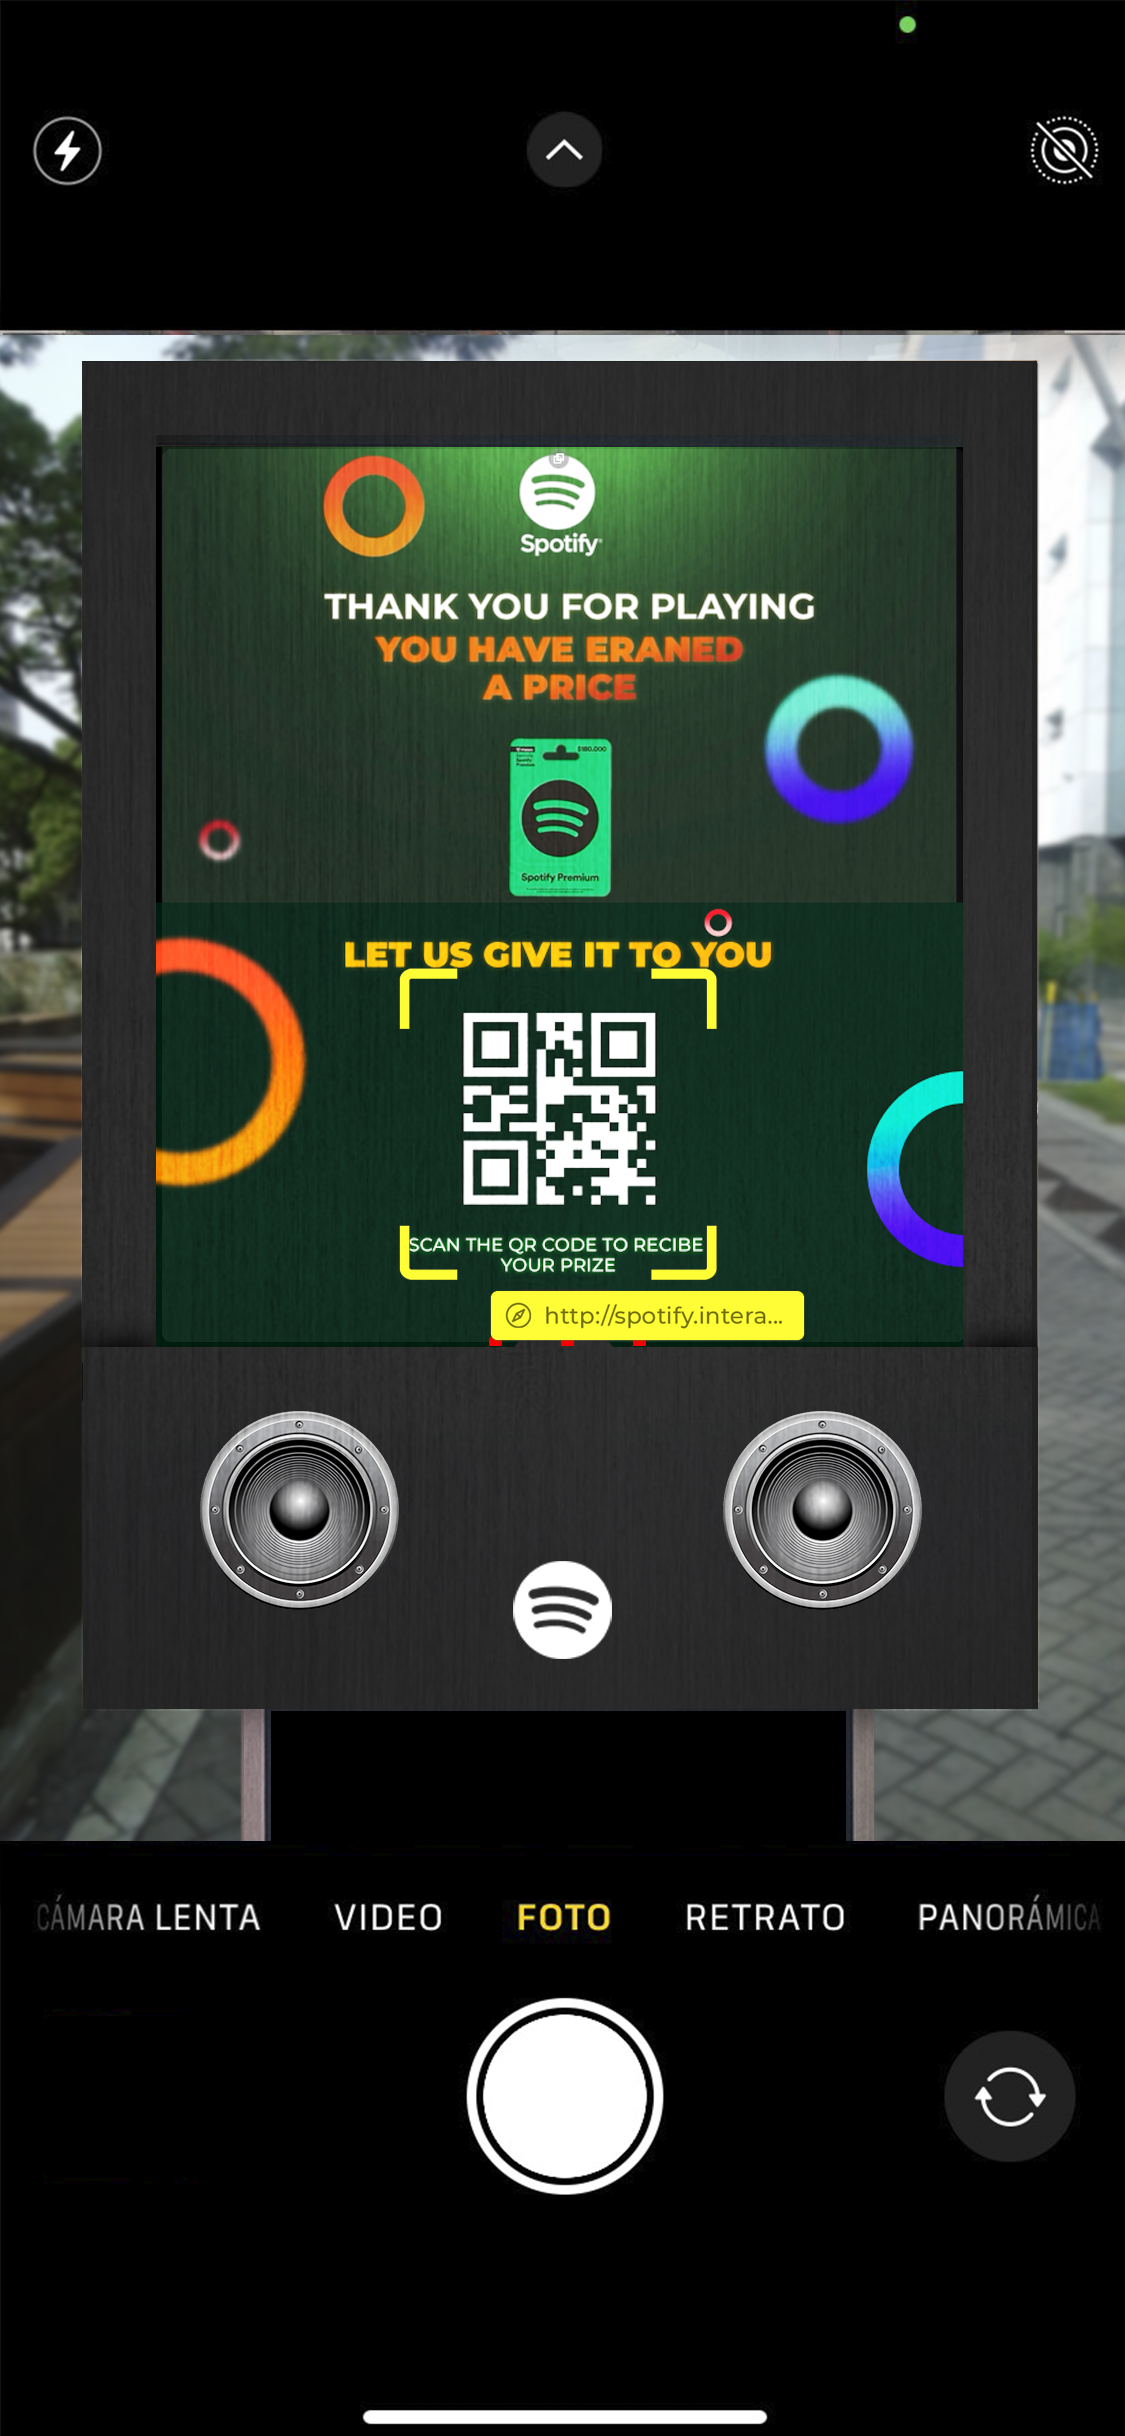 Spotify
THANK YOU FOR PLAYING
YOU HAVE ERANED
A PRICE
$180.000
Spotify Premium
LET US GIVE IT TO YOU
SCAN THE QR CODE TO RECIBE
YOUR PRIZE
http://spotify.intera...
CÁMARA LENTA VIDEO FOTO RETRATO PANORÁMICA